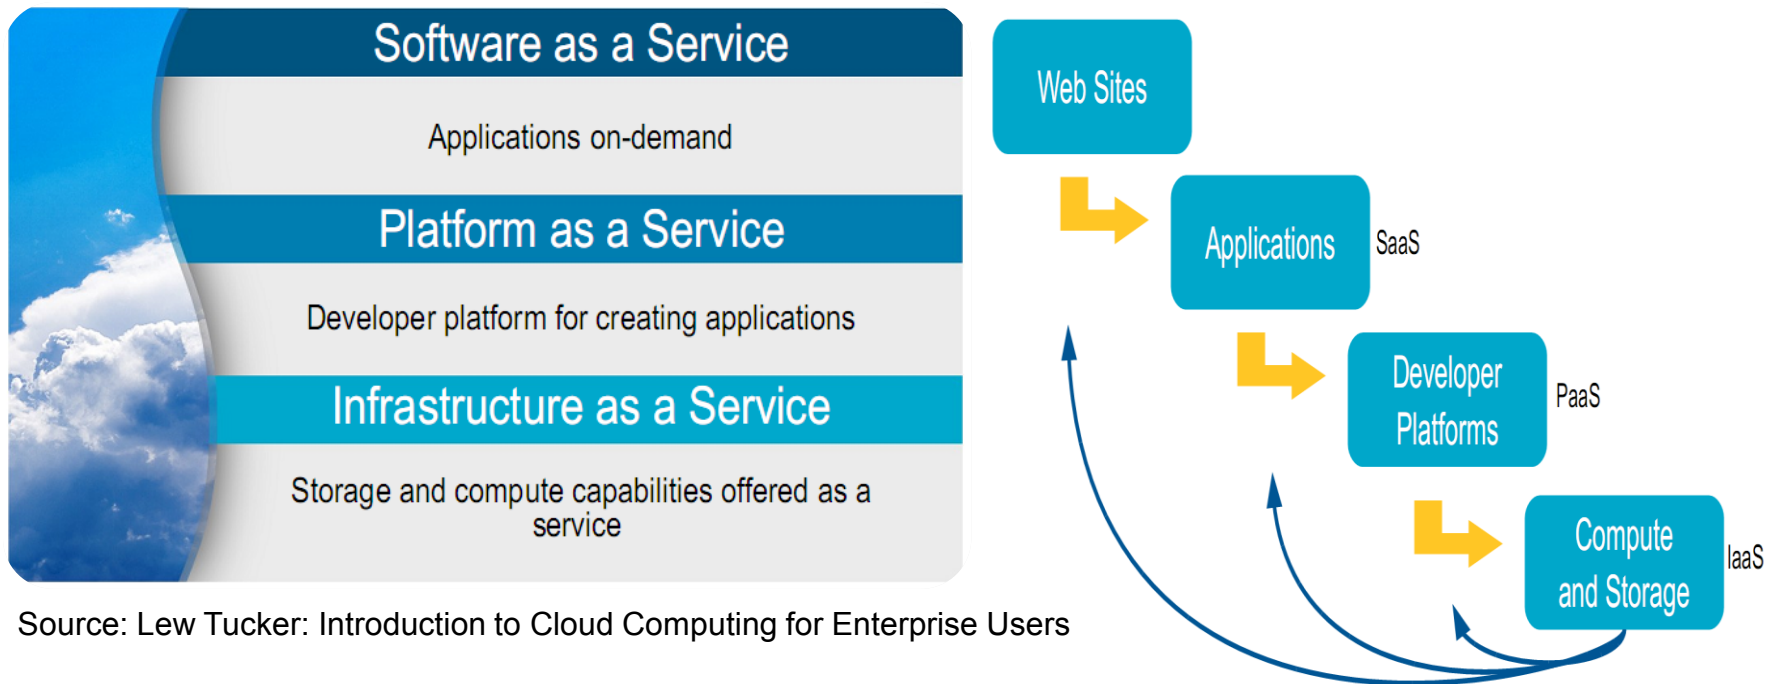 Software as a Service
Applications on-demand
Platform as a Service
Developer platform for creating applications
Infrastructure as a Service
Storage and compute capabilities offered as a
service
Source: Lew Tucker: Introduction to Cloud Computing for Enterprise Users
Web Sites
Applications
SaaS
Developer
Platforms
PaaS
Compute
and Storage
IaaS